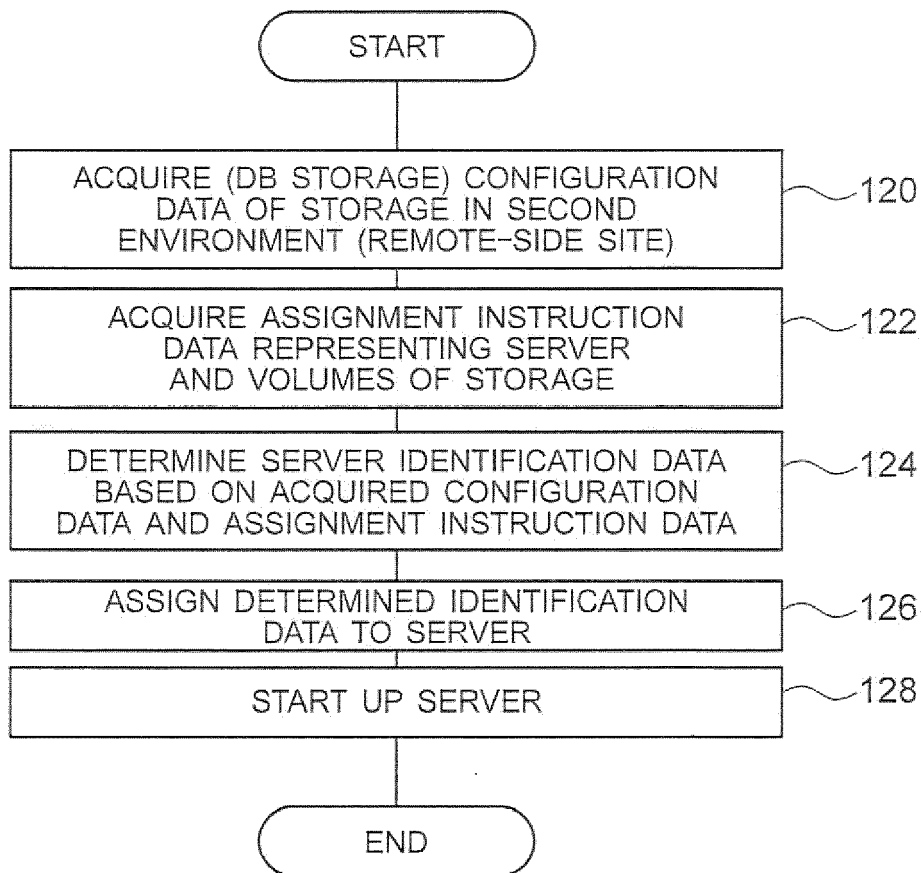 START
ACQUIRE (DB STORAGE) CONFIGURATION
DATA OF STORAGE IN SECOND
ENVIRONMENT (REMOTE-SIDE SITE)
120
ACQUIRE ASSIGNMENT INSTRUCTION
DATA REPRESENTING SERVER
AND VOLUMES OF STORAGE
122
DETERMINE SERVER IDENTIFICATION DATA
BASED ON ACQUIRED CONFIGURATION
DATA AND ASSIGNMENT INSTRUCTION DATA
124
ASSIGN DETERMINED IDENTIFICATION
DATA TO SERVER
126
START UP SERVER
128
END